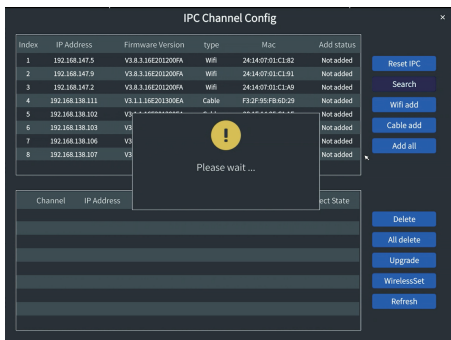 IPC Channel Config ×
Index IP Address Firmware Version type Mac Add status
1 192.168.147.5 V3.8.3.16E201200FA Wifi 24:14:07:01:C1:82 Not added
2 192.168.147.9 V3.8.3.16E201200FA Wifi 24:14:07:01:C1:91 Not added
3 192.168.147.2 V3.8.3.16E201200FA Wifi 24:14:07:01:C1:A9 Not added
4 192.168.138.111 V3.1.1.16E201300EA Cable F3:2F:95:FB:6D:29 Not added
5 192.168.138.102 Not added
6 192.168.138.103 V3 Not added
7 192.168.138.106 V3 Not added
8 192.168.138.107 V3 Not added
Reset IPC
Search
Wifi add
Cable add
Add all
!
Please wait ...
Channel IP Address ect State
Delete
All delete
Upgrade
WirelessSet
Refresh